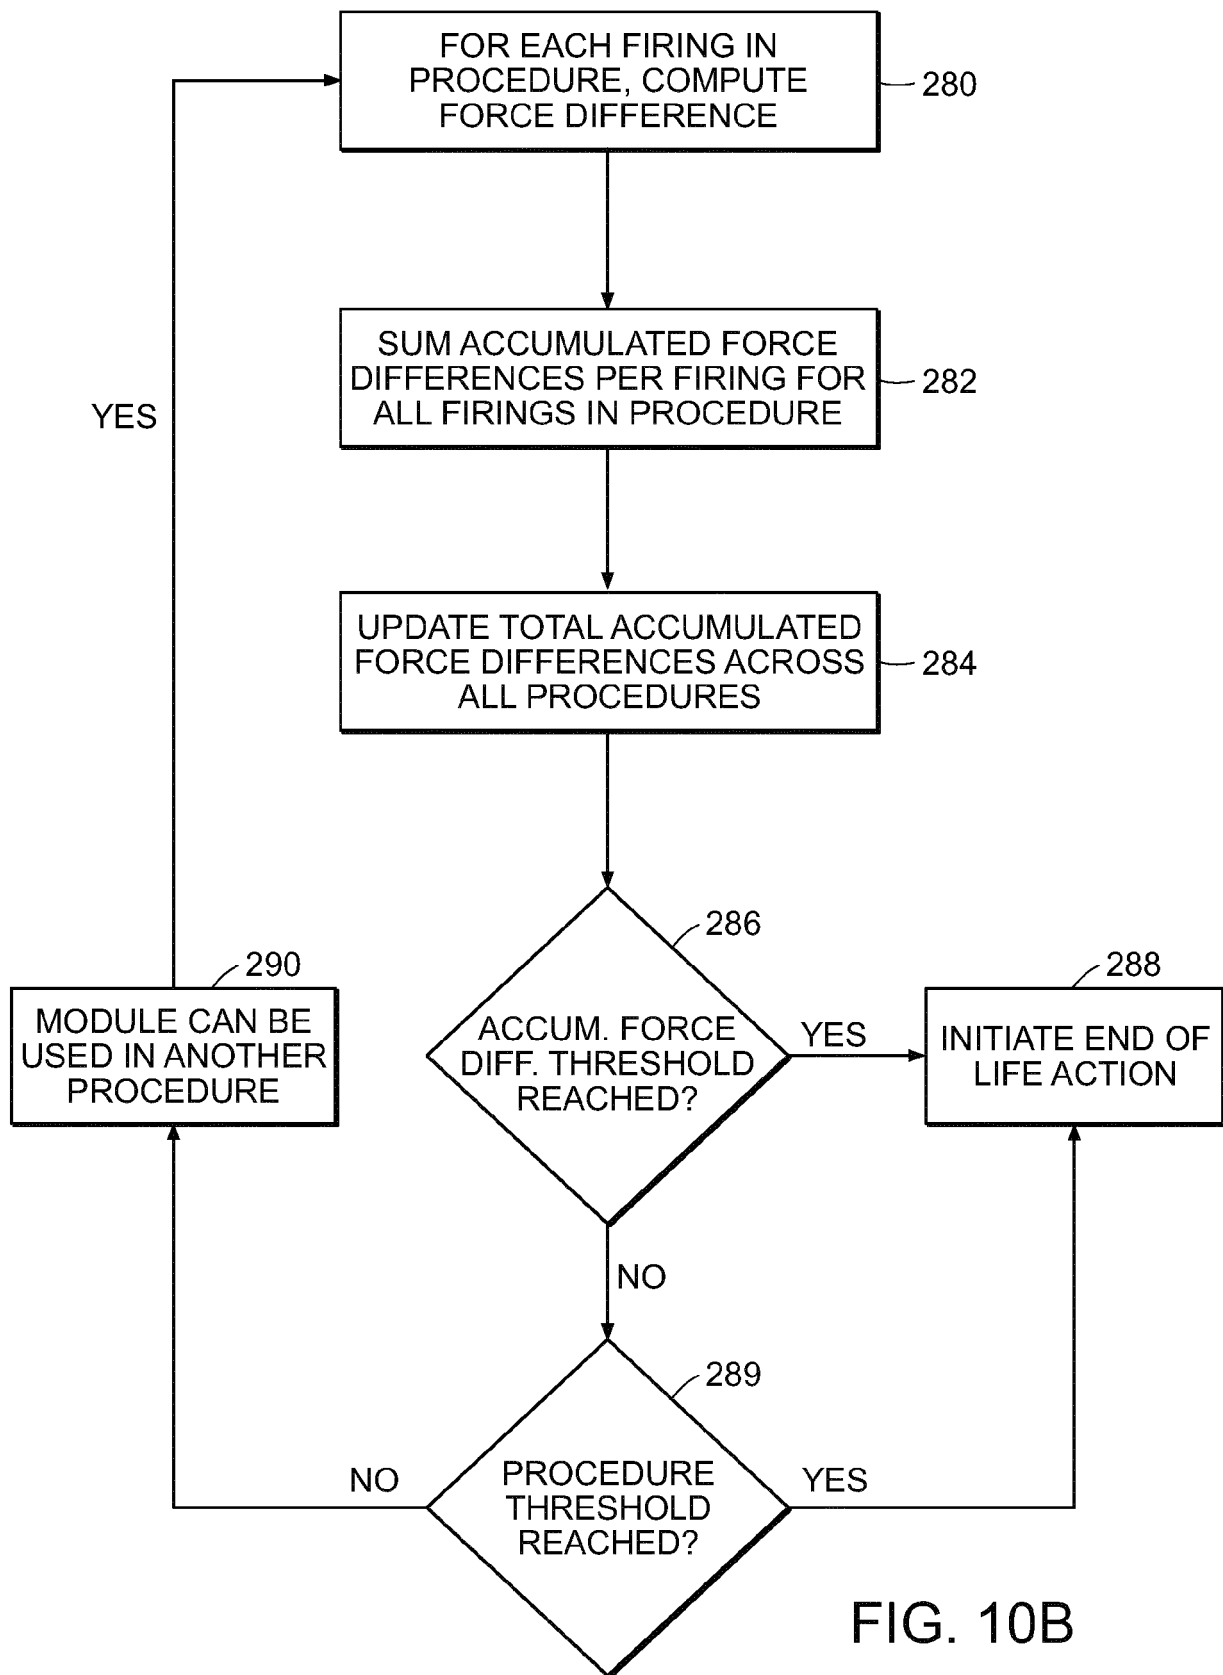 FOR EACH FIRING IN
PROCEDURE, COMPUTE
FORCE DIFFERENCE
280
SUM ACCUMULATED FORCE
DIFFERENCES PER FIRING FOR
ALL FIRINGS IN PROCEDURE
282
YES
UPDATE TOTAL ACCUMULATED
FORCE DIFFERENCES ACROSS
ALL PROCEDURES
284
286
ACCUM. FORCE
DIFF. THRESHOLD
REACHED?
YES
288
INITIATE END OF
LIFE ACTION
290
MODULE CAN BE
USED IN ANOTHER
PROCEDURE
NO
289
PROCEDURE
THRESHOLD
REACHED?
NO
YES
FIG. 10B